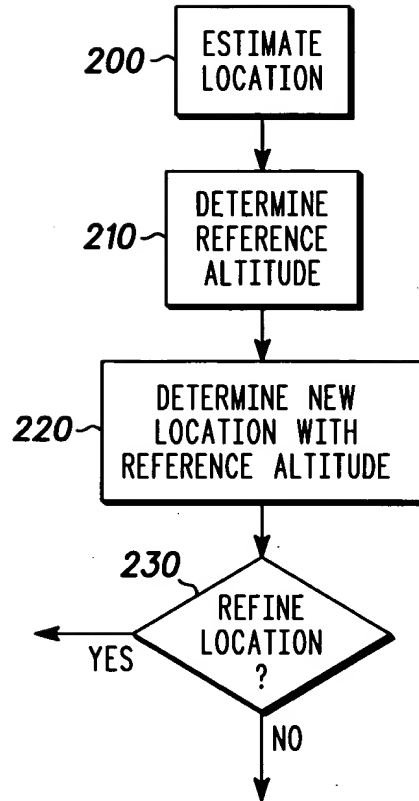 200
ESTIMATE
LOCATION
210
DETERMINE
REFERENCE
ALTITUDE
220
DETERMINE NEW
LOCATION WITH
REFERENCE ALTITUDE
230
REFINE
LOCATION
?
YES
NO